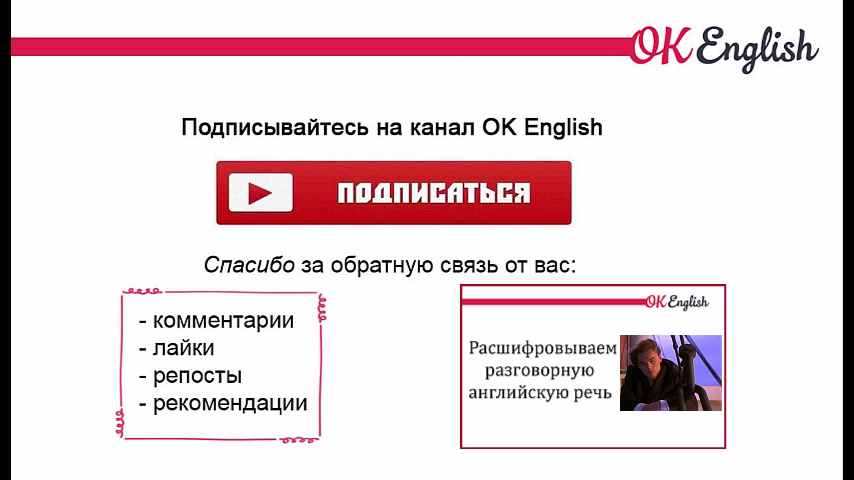 OK English
Подписывайтесь на канал OK English
ПОДПИСАТЬСЯ
Спасибо за обратную связь от вас:
- комментарии
- лайки
- репосты
- рекомендации
OK English
Расшифровываем
разговорную
английскую речь